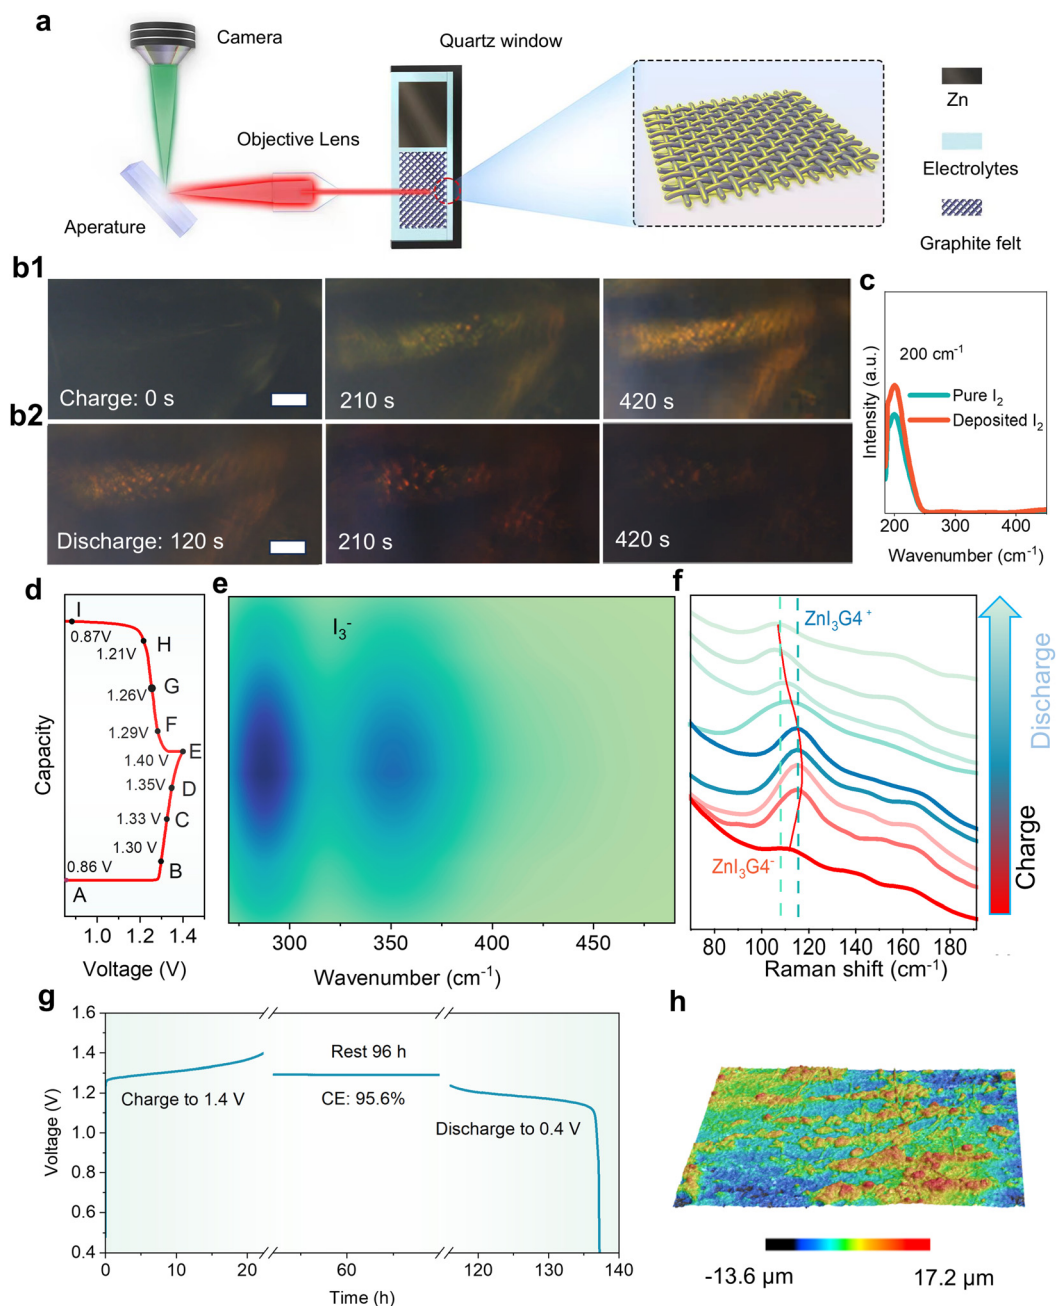 a
Camera
Quartz window
Objective Lens
Aperature
Zn
Electrolytes
Graphite felt
b1
Charge: 0 s
210 s
420 s
b2
Discharge: 120 s
210 s
420 s
c
Intensity (a.u.)
200 cm⁻¹
Pure I₂
Deposited I₂
200 300 400
Wavenumber (cm⁻¹)
d
Capacity
I
0.87V
H
1.21V
G
1.26V
F
1.29V
E
1.40 V
1.35V
D
C
1.33 V
1.30 V
B
0.86 V
A
1.0 1.2 1.4
Voltage (V)
e
I₃⁻
300 350 400 450
Wavenumber (cm⁻¹)
f
ZnI₃G4⁺
ZnI₃G4⁻
80 100 120 140 160 180
Raman shift (cm⁻¹)
Discharge
Charge
g
Voltage (V)
1.6
1.4
1.2
1.0
0.8
0.6
0.4
Rest 96 h
Charge to 1.4 V
CE: 95.6%
Discharge to 0.4 V
0 10 20 60 120 130 140
Time (h)
h
-13.6 μm 17.2 μm